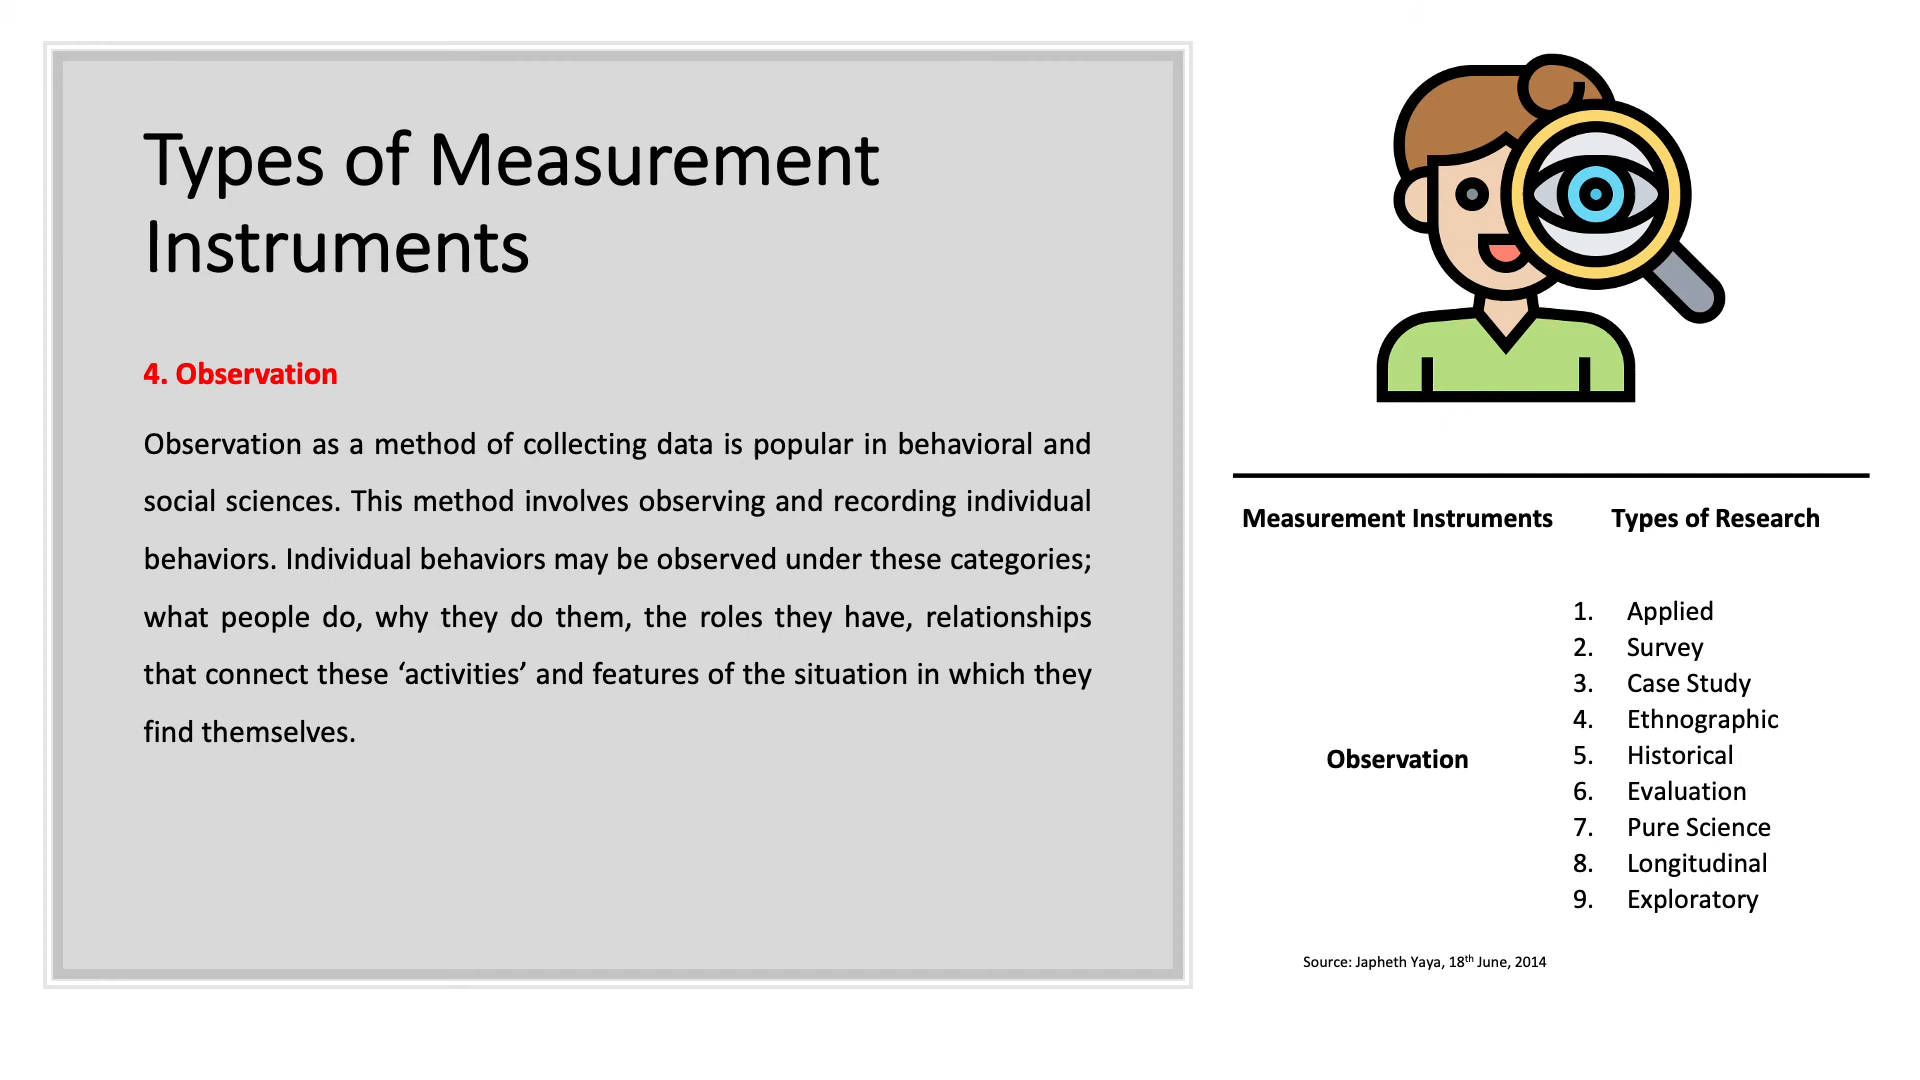 Types of Measurement
Instruments
4. Observation
Observation as a method of collecting data is popular in behavioral and
social sciences. This method involves observing and recording individual
behaviors. Individual behaviors may be observed under these categories;
what people do, why they do them, the roles they have, relationships
that connect these ‘activities’ and features of the situation in which they
find themselves.
Measurement Instruments Types of Research
Observation
1. Applied
2. Survey
3. Case Study
4. Ethnographic
5. Historical
6. Evaluation
7. Pure Science
8. Longitudinal
9. Exploratory
Source: Japheth Yaya, 18th June, 2014